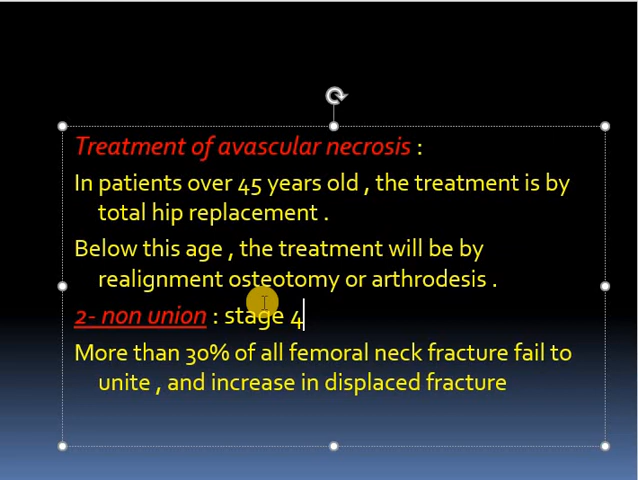 Treatment of avascular necrosis :
In patients over 45 years old , the treatment is by
total hip replacement .
Below this age , the treatment will be by
realignment osteotomy or arthrodesis .
2- non union : stage 4
More than 30% of all femoral neck fracture fail to
unite , and increase in displaced fracture